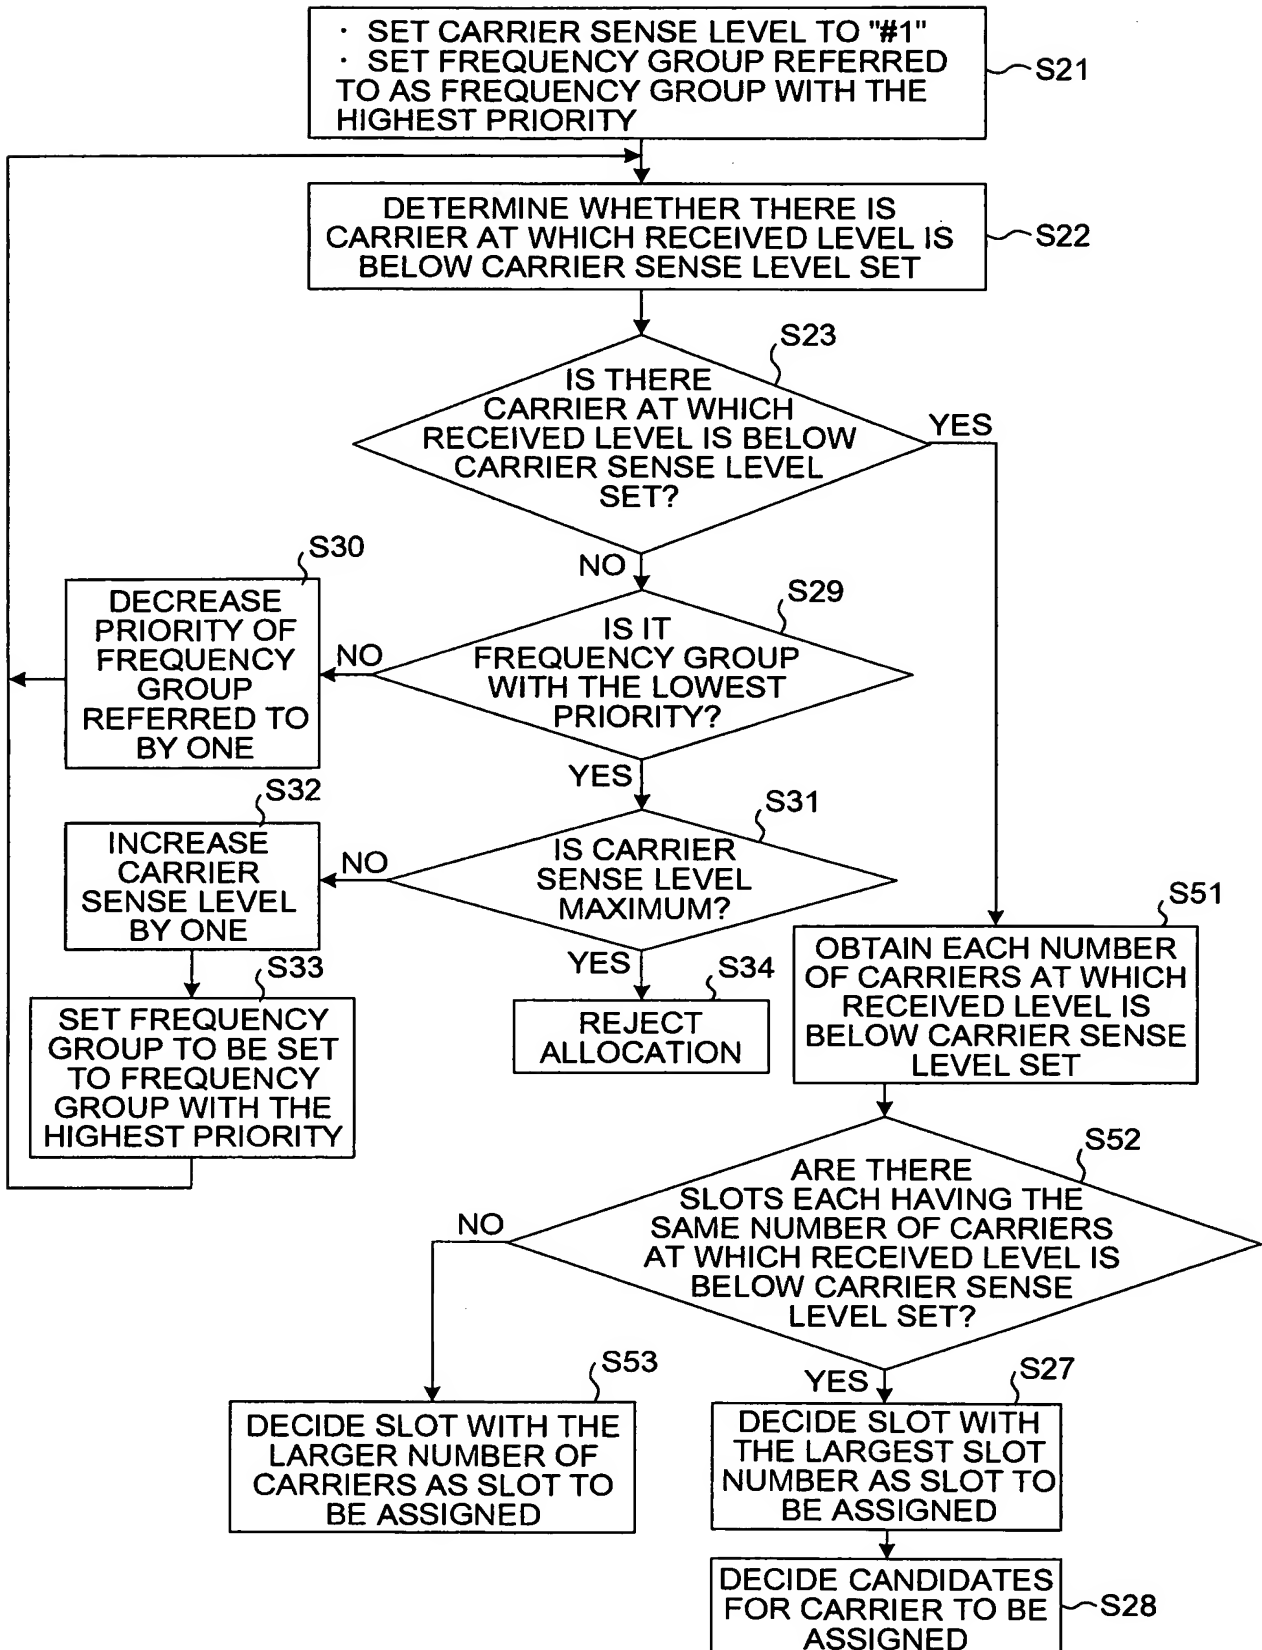 · SET CARRIER SENSE LEVEL TO "#1"
· SET FREQUENCY GROUP REFERRED
TO AS FREQUENCY GROUP WITH THE
HIGHEST PRIORITY
S21
DETERMINE WHETHER THERE IS
CARRIER AT WHICH RECEIVED LEVEL IS
BELOW CARRIER SENSE LEVEL SET
S22
S23
IS THERE
CARRIER AT WHICH
RECEIVED LEVEL IS BELOW
CARRIER SENSE LEVEL
SET?
YES
NO
S30
DECREASE
PRIORITY OF
FREQUENCY
GROUP
REFERRED TO
BY ONE
NO
S29
IS IT
FREQUENCY GROUP
WITH THE LOWEST
PRIORITY?
YES
S32
INCREASE
CARRIER
SENSE LEVEL
BY ONE
NO
S31
IS CARRIER
SENSE LEVEL
MAXIMUM?
YES
S33
SET FREQUENCY
GROUP TO BE SET
TO FREQUENCY
GROUP WITH THE
HIGHEST PRIORITY
S34
REJECT
ALLOCATION
S51
OBTAIN EACH NUMBER
OF CARRIERS AT WHICH
RECEIVED LEVEL IS
BELOW CARRIER SENSE
LEVEL SET
S52
ARE THERE
SLOTS EACH HAVING THE
SAME NUMBER OF CARRIERS
AT WHICH RECEIVED LEVEL IS
BELOW CARRIER SENSE
LEVEL SET?
NO
YES
S53
DECIDE SLOT WITH THE
LARGER NUMBER OF
CARRIERS AS SLOT TO
BE ASSIGNED
S27
DECIDE SLOT WITH
THE LARGEST SLOT
NUMBER AS SLOT TO
BE ASSIGNED
DECIDE CANDIDATES
FOR CARRIER TO BE
ASSIGNED
S28